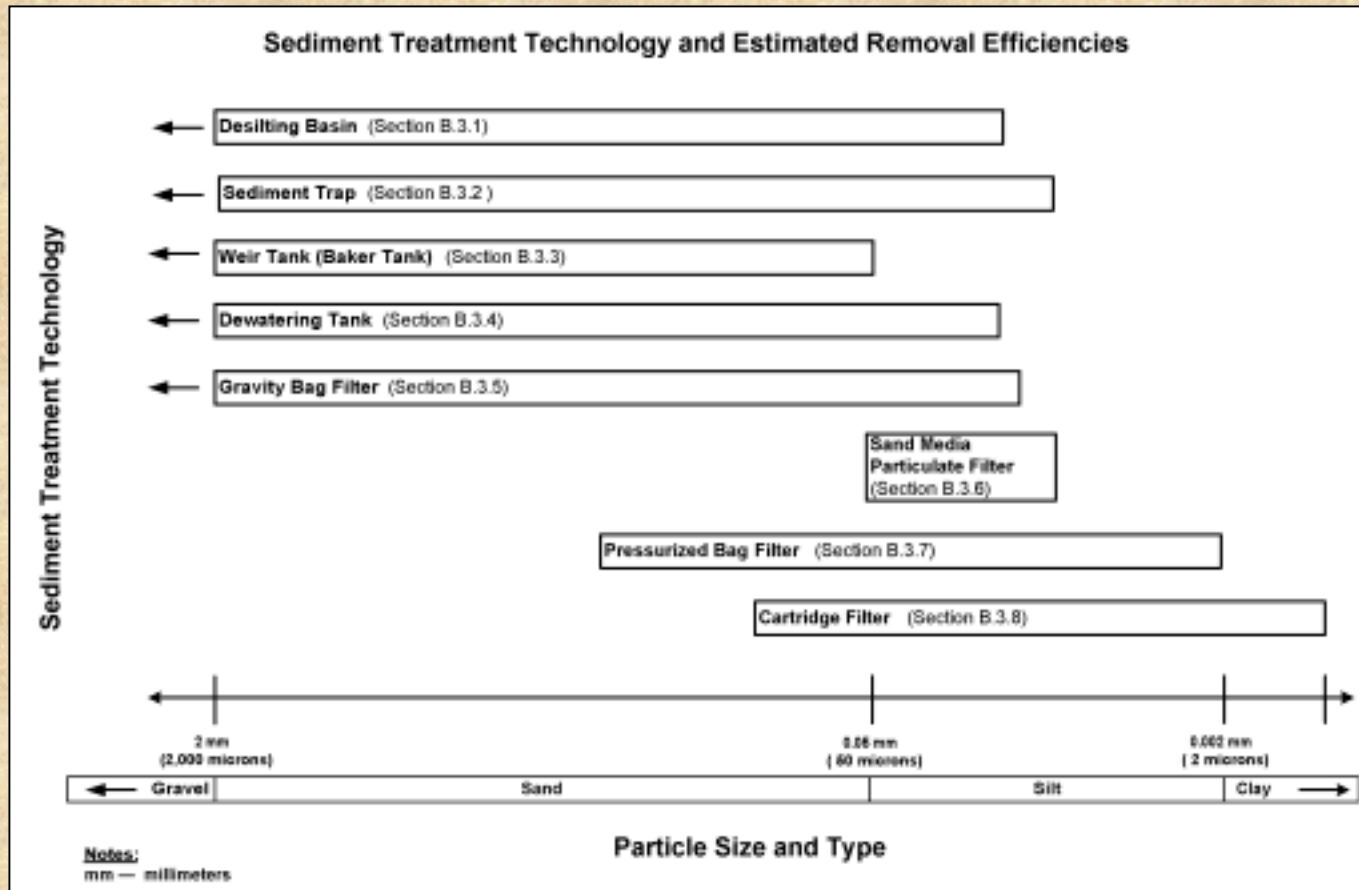 Sediment Treatment Technology and Estimated Removal Efficiencies
Sediment Treatment Technology
Desilting Basin (Section B.3.1)
Sediment Trap (Section B.3.2 )
Weir Tank (Baker Tank) (Section B.3.3)
Dewatering Tank (Section B.3.4)
Gravity Bag Filter (Section B.3.5)
Sand Media
Particulate Filter
(Section B.3.6)
Pressurized Bag Filter (Section B.3.7)
Cartridge Filter (Section B.3.8)
2 mm
(2,000 microns)
0.05 mm
( 50 microns)
0.002 mm
( 2 microns)
Gravel
Sand
Silt
Clay
Particle Size and Type
Notes:
mm — millimeters